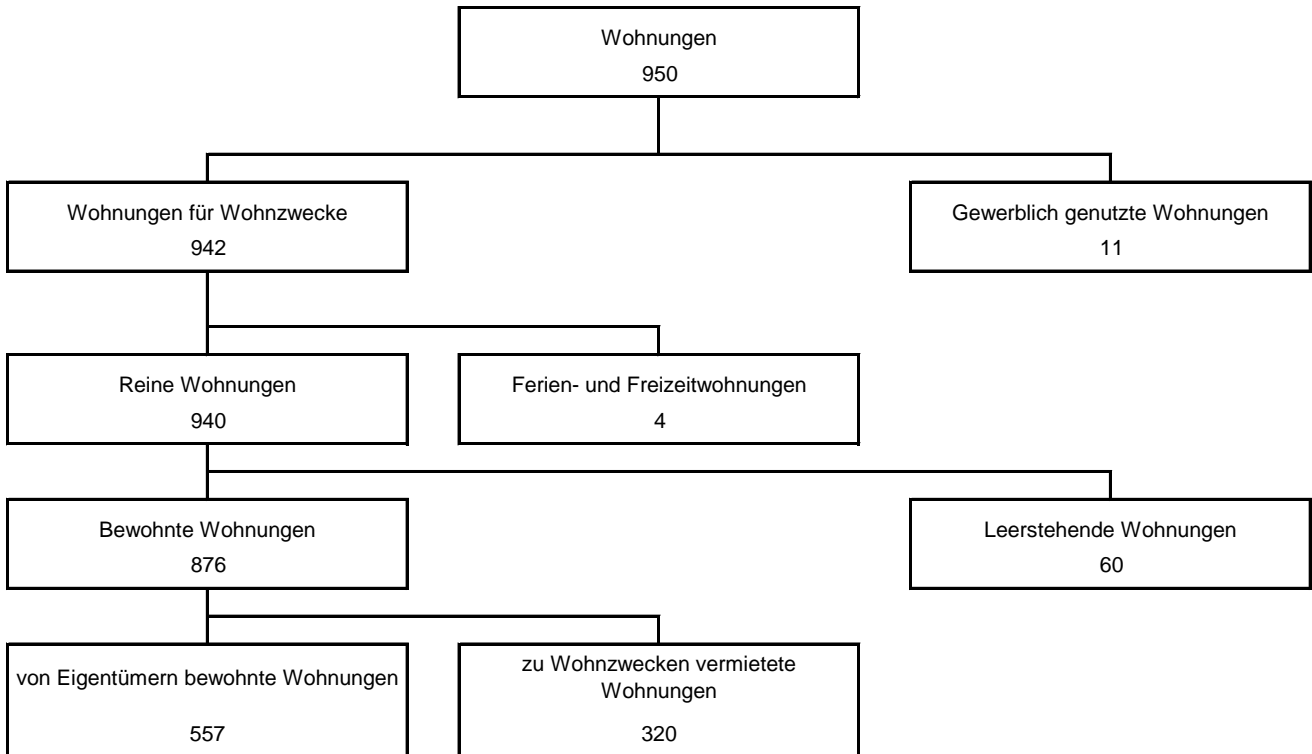 Wohnungen
950
Wohnungen für Wohnzwecke
942
Gewerblich genutzte Wohnungen
11
Reine Wohnungen
940
Ferien- und Freizeitwohnungen
4
Bewohnte Wohnungen
876
Leerstehende Wohnungen
60
von Eigentümern bewohnte Wohnungen
557
zu Wohnzwecken vermietete
Wohnungen
320